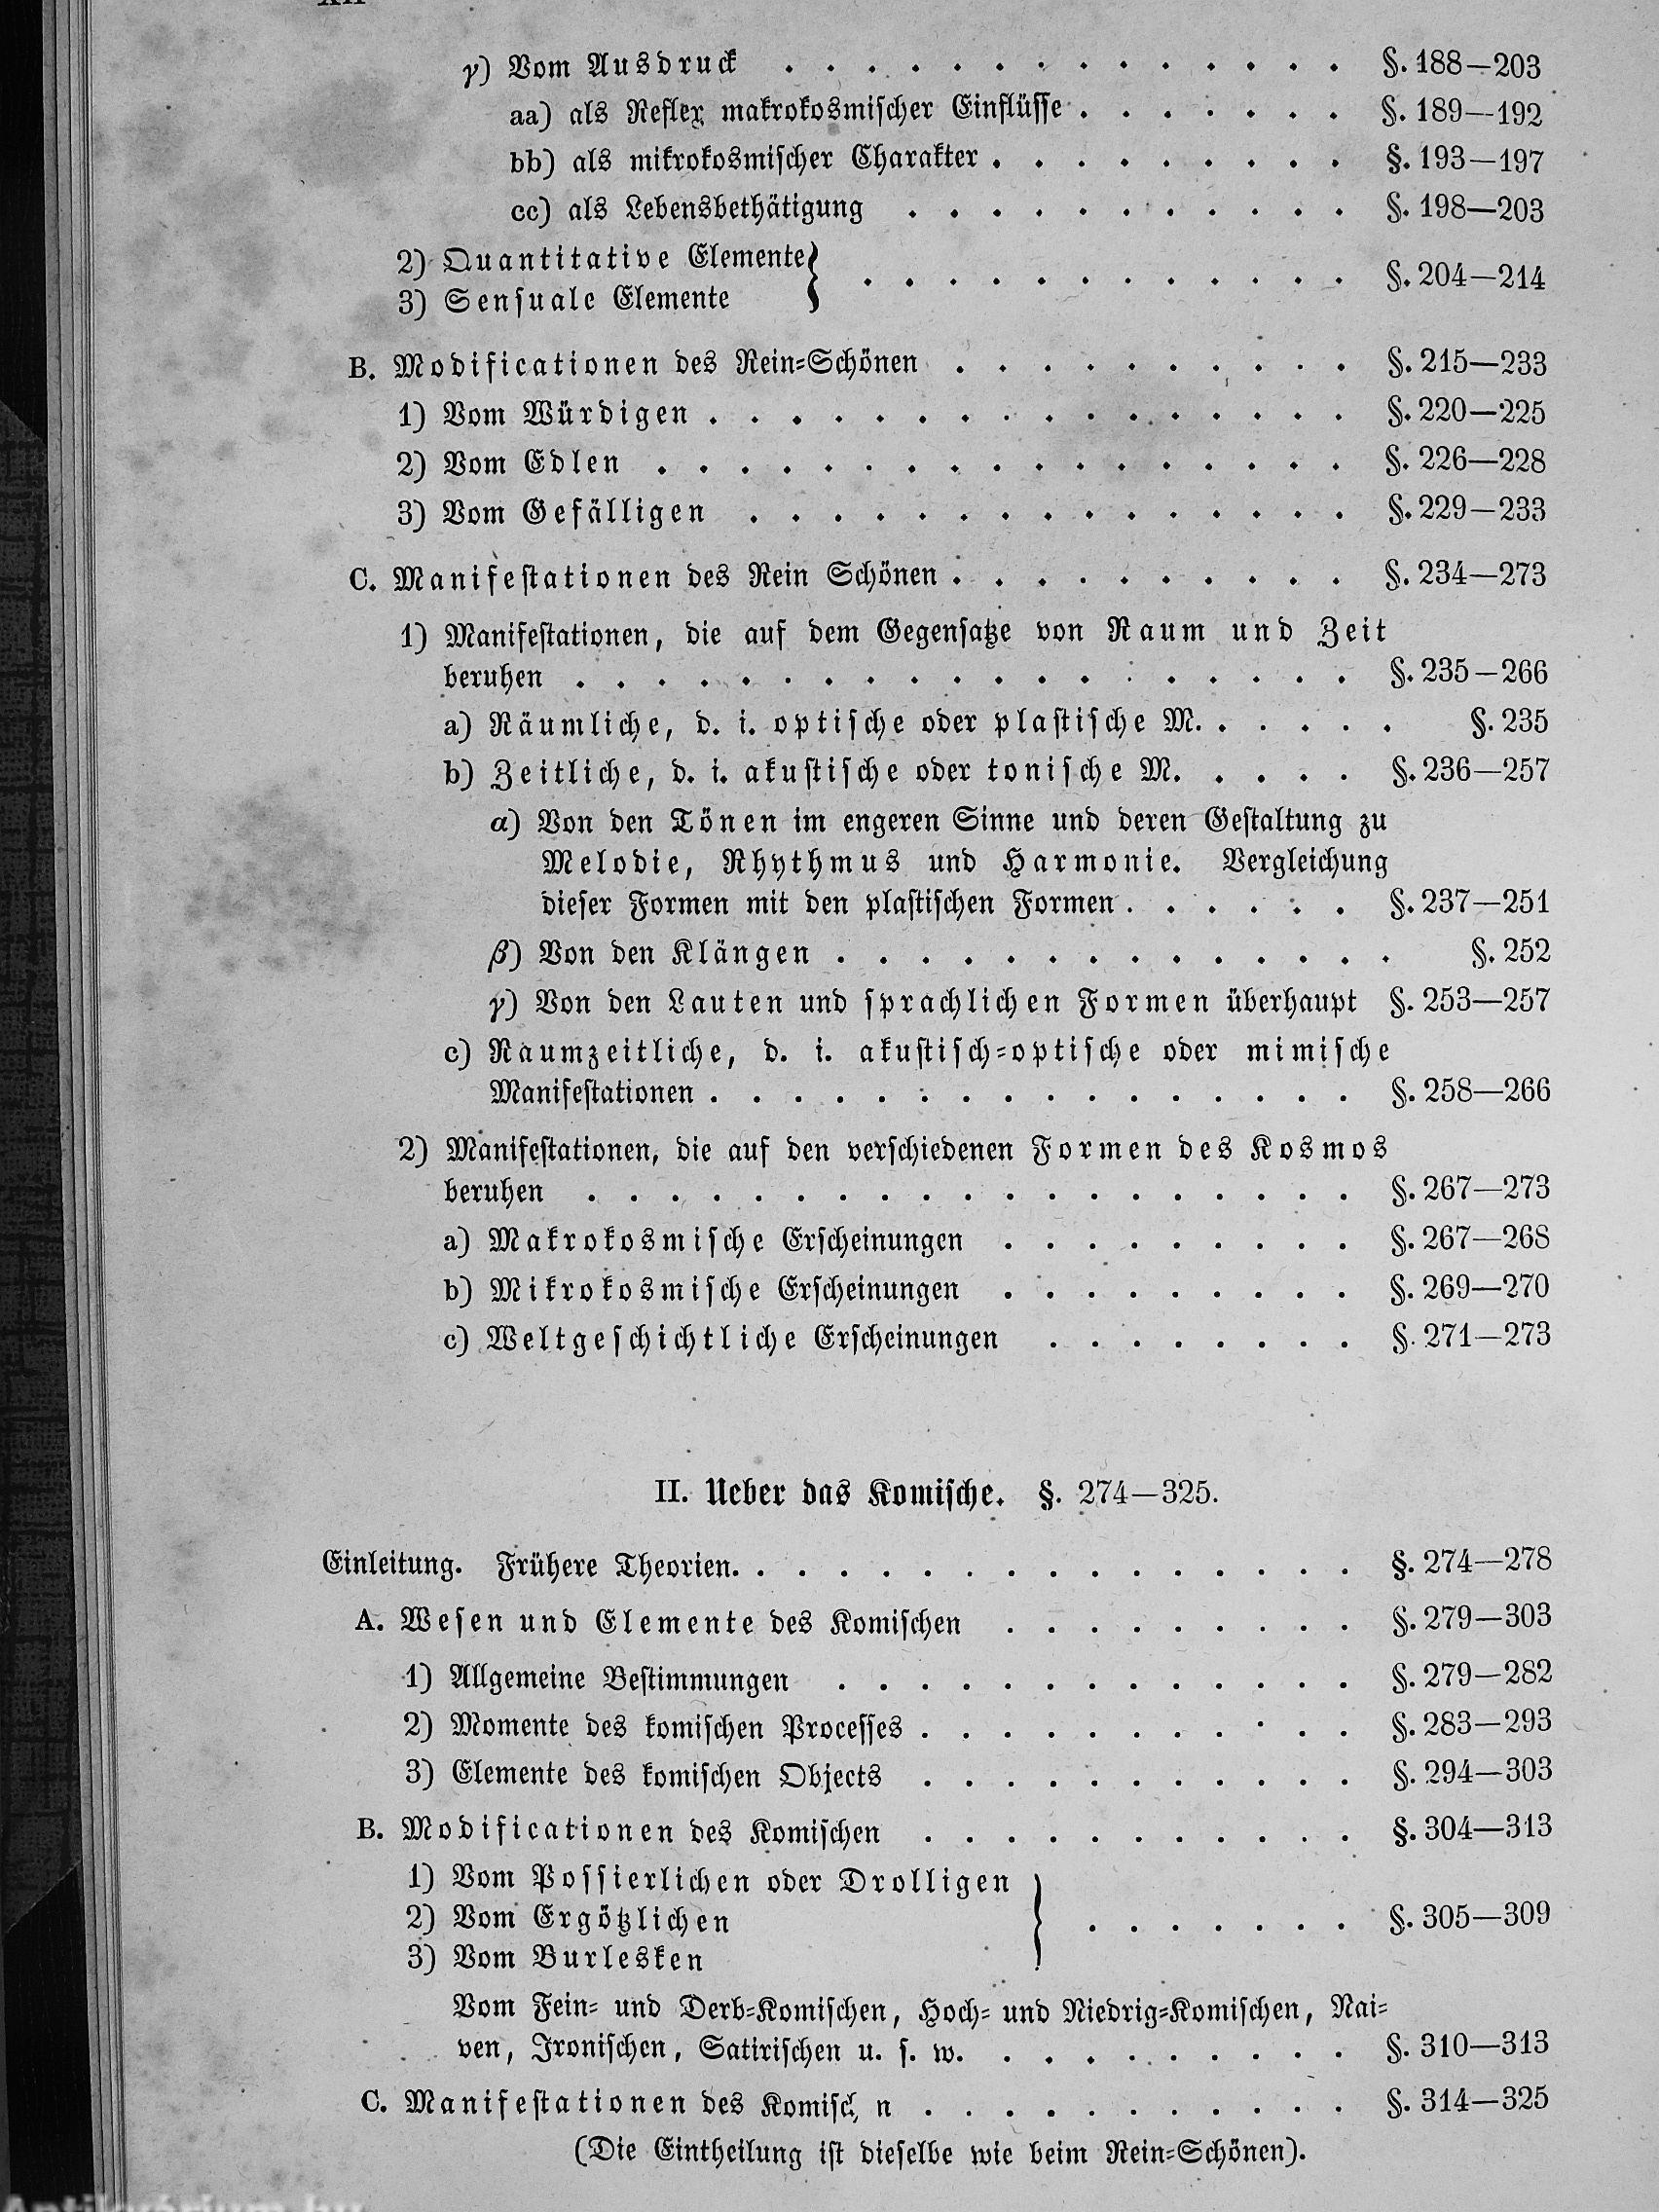 XII
γ) Vom Ausdruck . . . . . . . . . . . . . . §. 188—203
aa) als Reflex makrokosmischer Einflüsse . . . . . . . §. 189—192
bb) als mikrokosmischer Charakter . . . . . . . . . §. 193—197
cc) als Lebensbethätigung . . . . . . . . . . . §. 198—203
2) Quantitative Elemente
3) Sensuale Elemente } . . . . . . . . . . . . §. 204—214
B. Modificationen des Rein-Schönen . . . . . . . . . . §. 215—233
1) Vom Würdigen . . . . . . . . . . . . . . . . §. 220—225
2) Vom Edlen . . . . . . . . . . . . . . . . . §. 226—228
3) Vom Gefälligen . . . . . . . . . . . . . . . §. 229—233
C. Manifestationen des Rein Schönen . . . . . . . . . . §. 234—273
1) Manifestationen, die auf dem Gegensatze von Raum und Zeit
beruhen . . . . . . . . . . . . . . . . . . . §. 235—266
a) Räumliche, d. i. optische oder plastische M. . . . . . §. 235
b) Zeitliche, d. i. akustische oder tonische M. . . . . §. 236—257
α) Von den Tönen im engeren Sinne und deren Gestaltung zu
Melodie, Rhythmus und Harmonie. Vergleichung
dieser Formen mit den plastischen Formen . . . . . . §. 237—251
β) Von den Klängen . . . . . . . . . . . . . . §. 252
γ) Von den Lauten und sprachlichen Formen überhaupt §. 253—257
c) Raumzeitliche, d. i. akustisch-optische oder mimische
Manifestationen . . . . . . . . . . . . . . . . §. 258—266
2) Manifestationen, die auf den verschiedenen Formen des Kosmos
beruhen . . . . . . . . . . . . . . . . . . . §. 267—273
a) Makrokosmische Erscheinungen . . . . . . . . . §. 267—268
b) Mikrokosmische Erscheinungen . . . . . . . . . §. 269—270
c) Weltgeschichtliche Erscheinungen . . . . . . . . §. 271—273
II. Ueber das Komische. §. 274—325.
Einleitung. Frühere Theorien. . . . . . . . . . . . . . . . §. 274—278
A. Wesen und Elemente des Komischen . . . . . . . . . §. 279—303
1) Allgemeine Bestimmungen . . . . . . . . . . . . . §. 279—282
2) Momente des komischen Processes . . . . . . . . . . . §. 283—293
3) Elemente des komischen Objects . . . . . . . . . . . §. 294—303
B. Modificationen des Komischen . . . . . . . . . . . §. 304—313
1) Vom Possierlichen oder Drolligen
2) Vom Ergötzlichen } . . . . . . . §. 305—309
3) Vom Burlesken
Vom Fein- und Derb-Komischen, Hoch- und Niedrig-Komischen, Nai-
ven, Ironischen, Satirischen u. s. w. . . . . . . . . . §. 310—313
C. Manifestationen des Komisch n . . . . . . . . . . . §. 314—325
(Die Eintheilung ist dieselbe wie beim Rein-Schönen).
Antikvárium.hu